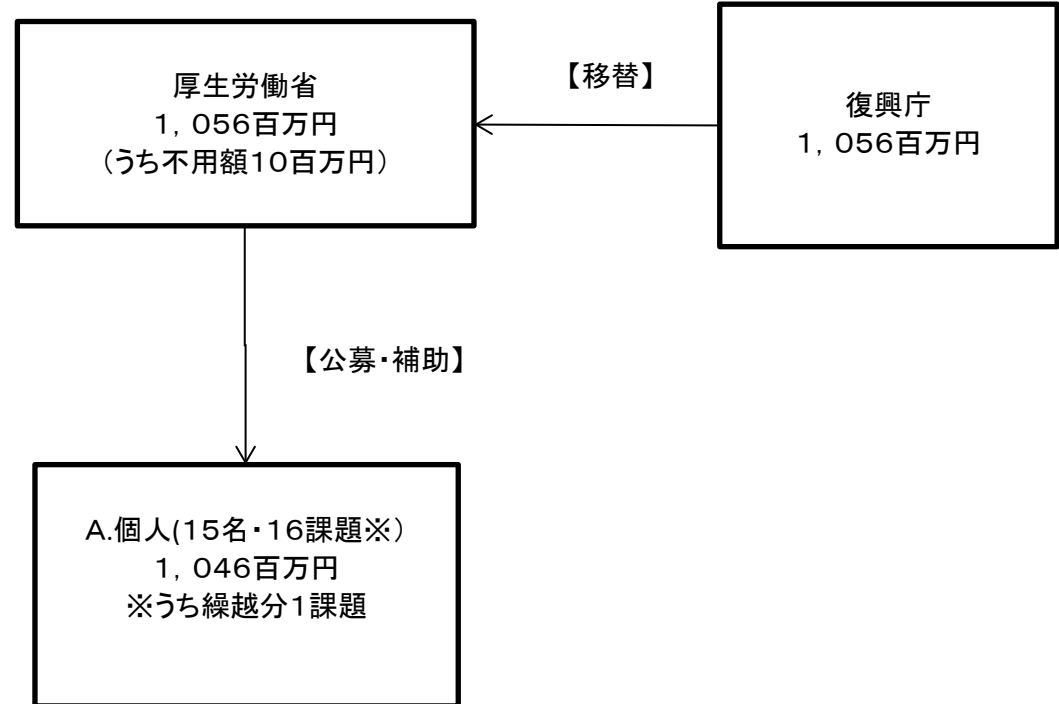 厚生労働省
1，056百万円
（うち不用額10百万円）
【移替】
復興庁
1，056百万円
【公募・補助】
A.個人(15名・16課題※）
1，046百万円
※うち繰越分１課題